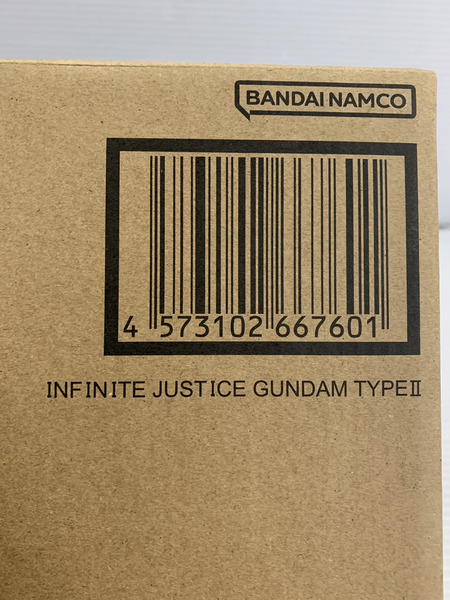 BANDAI NAMCO
4 573102 667601
INFINITE JUSTICE GUNDAM TYPEⅡ